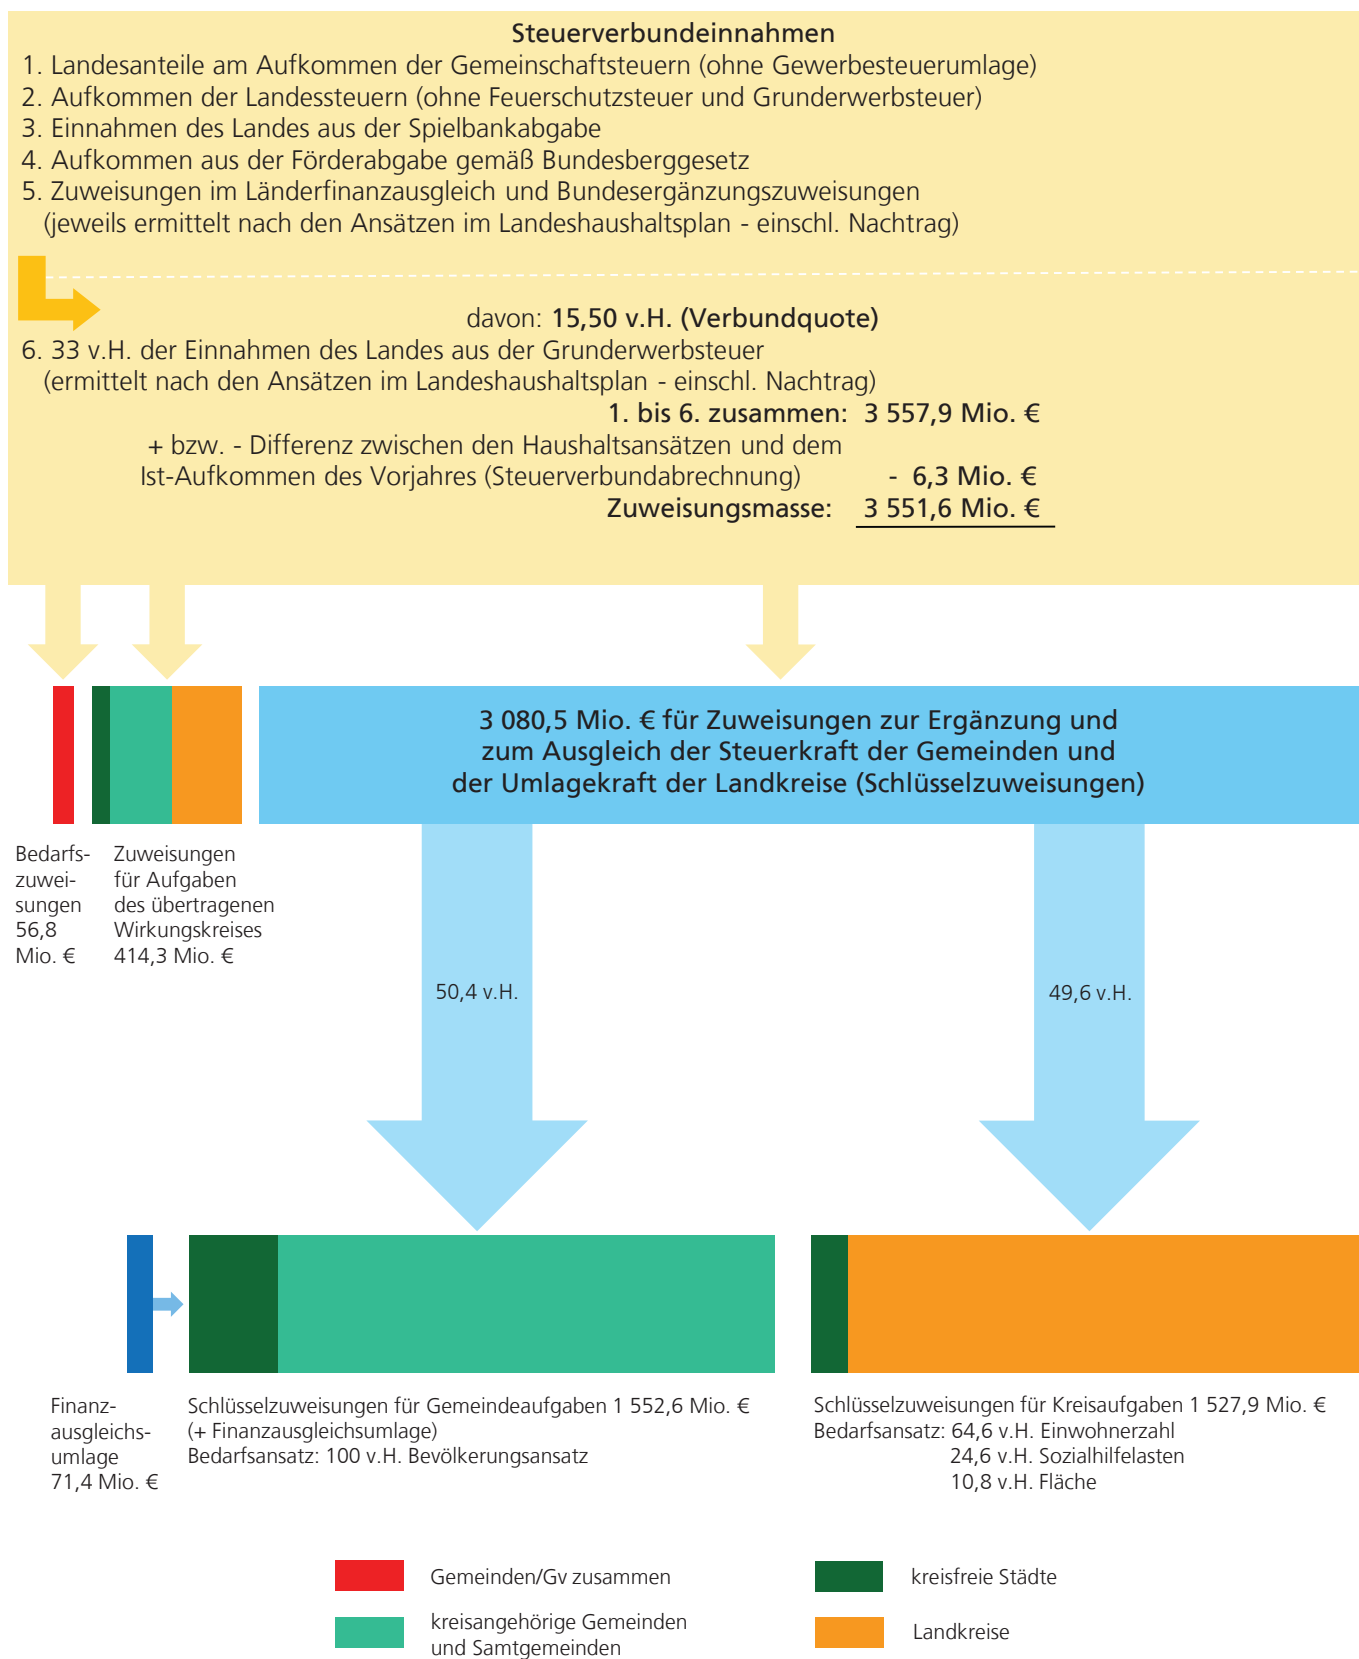 Steuerverbundeinnahmen
1. Landesanteile am Aufkommen der Gemeinschaftsteuern (ohne Gewerbesteuerumlage)
2. Aufkommen der Landessteuern (ohne Feuerschutzsteuer und Grunderwerbsteuer)
3. Einnahmen des Landes aus der Spielbankabgabe
4. Aufkommen aus der Förderabgabe gemäß Bundesberggesetz
5. Zuweisungen im Länderfinanzausgleich und Bundesergänzungszuweisungen
(jeweils ermittelt nach den Ansätzen im Landeshaushaltsplan - einschl. Nachtrag)
davon: 15,50 v.H. (Verbundquote)
6. 33 v.H. der Einnahmen des Landes aus der Grunderwerbsteuer
(ermittelt nach den Ansätzen im Landeshaushaltsplan - einschl. Nachtrag)
1. bis 6. zusammen: 3 557,9 Mio. €
+ bzw. - Differenz zwischen den Haushaltsansätzen und dem
Ist-Aufkommen des Vorjahres (Steuerverbundabrechnung) - 6,3 Mio. €
Zuweisungsmasse: 3 551,6 Mio. €
3 080,5 Mio. € für Zuweisungen zur Ergänzung und
zum Ausgleich der Steuerkraft der Gemeinden und
der Umlagekraft der Landkreise (Schlüsselzuweisungen)
Bedarfs-
zuwei-
sungen
56,8
Mio. €
Zuweisungen
für Aufgaben
des übertragenen
Wirkungskreises
414,3 Mio. €
50,4 v.H.
49,6 v.H.
Finanz-
ausgleichs-
umlage
71,4 Mio. €
Schlüsselzuweisungen für Gemeindeaufgaben 1 552,6 Mio. €
(+ Finanzausgleichsumlage)
Bedarfsansatz: 100 v.H. Bevölkerungsansatz
Schlüsselzuweisungen für Kreisaufgaben 1 527,9 Mio. €
Bedarfsansatz: 64,6 v.H. Einwohnerzahl
24,6 v.H. Sozialhilfelasten
10,8 v.H. Fläche
Gemeinden/Gv zusammen
kreisfreie Städte
kreisangehörige Gemeinden
und Samtgemeinden
Landkreise